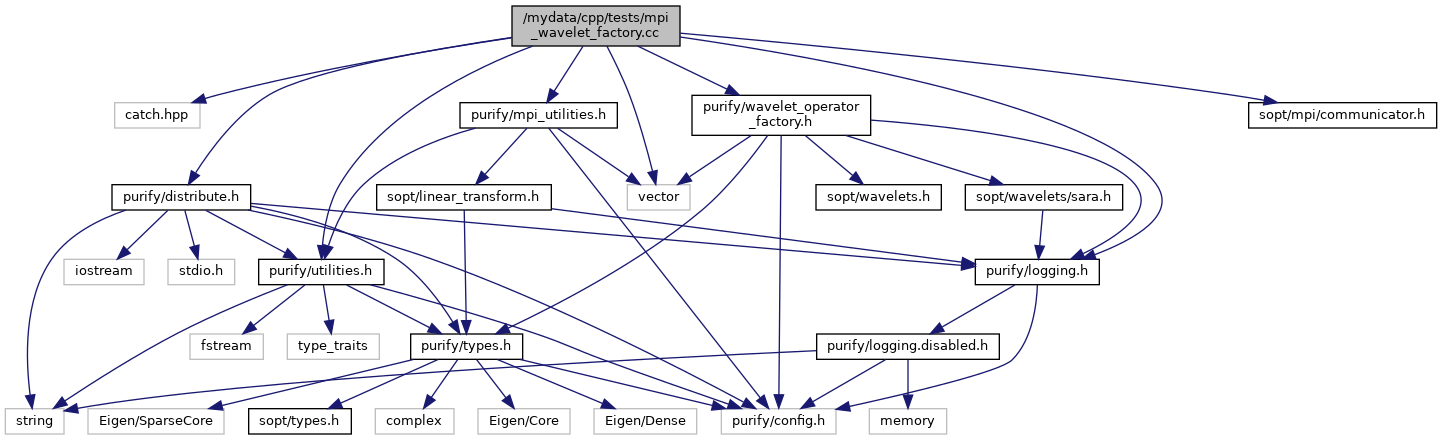 /mydata/cpp/tests/mpi
_wavelet_factory.cc
catch.hpp
purify/mpi_utilities.h
purify/wavelet_operator
_factory.h
sopt/mpi/communicator.h
purify/distribute.h
sopt/linear_transform.h
vector
sopt/wavelets.h
sopt/wavelets/sara.h
iostream
stdio.h
purify/utilities.h
purify/logging.h
fstream
type_traits
purify/types.h
purify/logging.disabled.h
string
Eigen/SparseCore
sopt/types.h
complex
Eigen/Core
Eigen/Dense
purify/config.h
memory